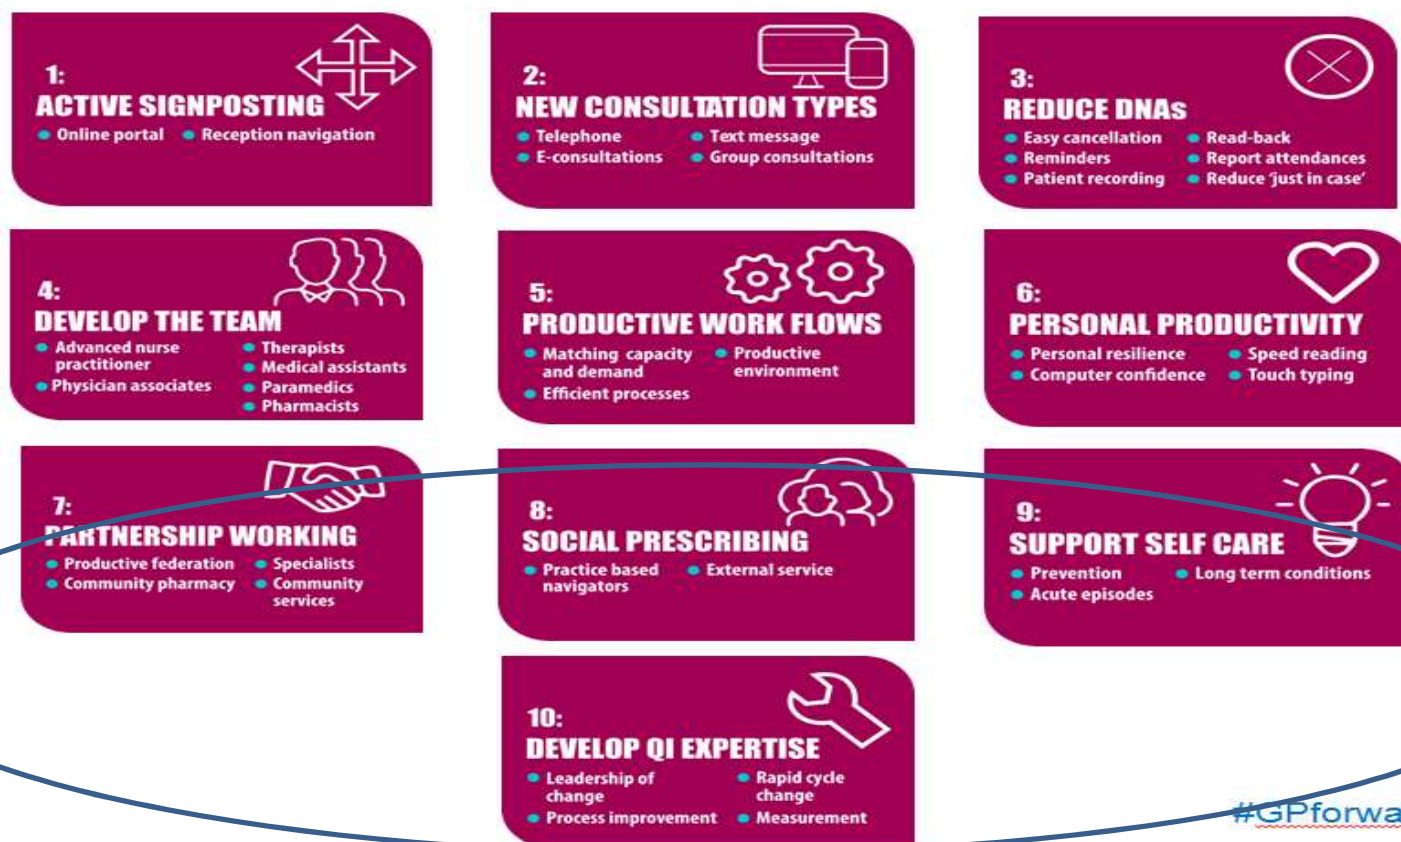 1:
ACTIVE SIGNPOSTING
Online portal
Reception navigation
2:
NEW CONSULTATION TYPES
Telephone
E-consultations
Text message
Group consultations
3:
REDUCE DNAs
Easy cancellation
Reminders
Patient recording
Read-back
Report attendances
Reduce ‘just in case’
4:
DEVELOP THE TEAM
Advanced nurse
practitioner
Physician associates
Therapists
Medical assistants
Paramedics
Pharmacists
5:
PRODUCTIVE WORK FLOWS
Matching capacity
and demand
Efficient processes
Productive
environment
6:
PERSONAL PRODUCTIVITY
Personal resilience
Computer confidence
Speed reading
Touch typing
7:
PARTNERSHIP WORKING
Productive federation
Community pharmacy
Specialists
Community
services
8:
SOCIAL PRESCRIBING
Practice based
navigators
External service
9:
SUPPORT SELF CARE
Prevention
Acute episodes
Long term conditions
10:
DEVELOP QI EXPERTISE
Leadership of
change
Process improvement
Rapid cycle
change
Measurement
#GPforwa